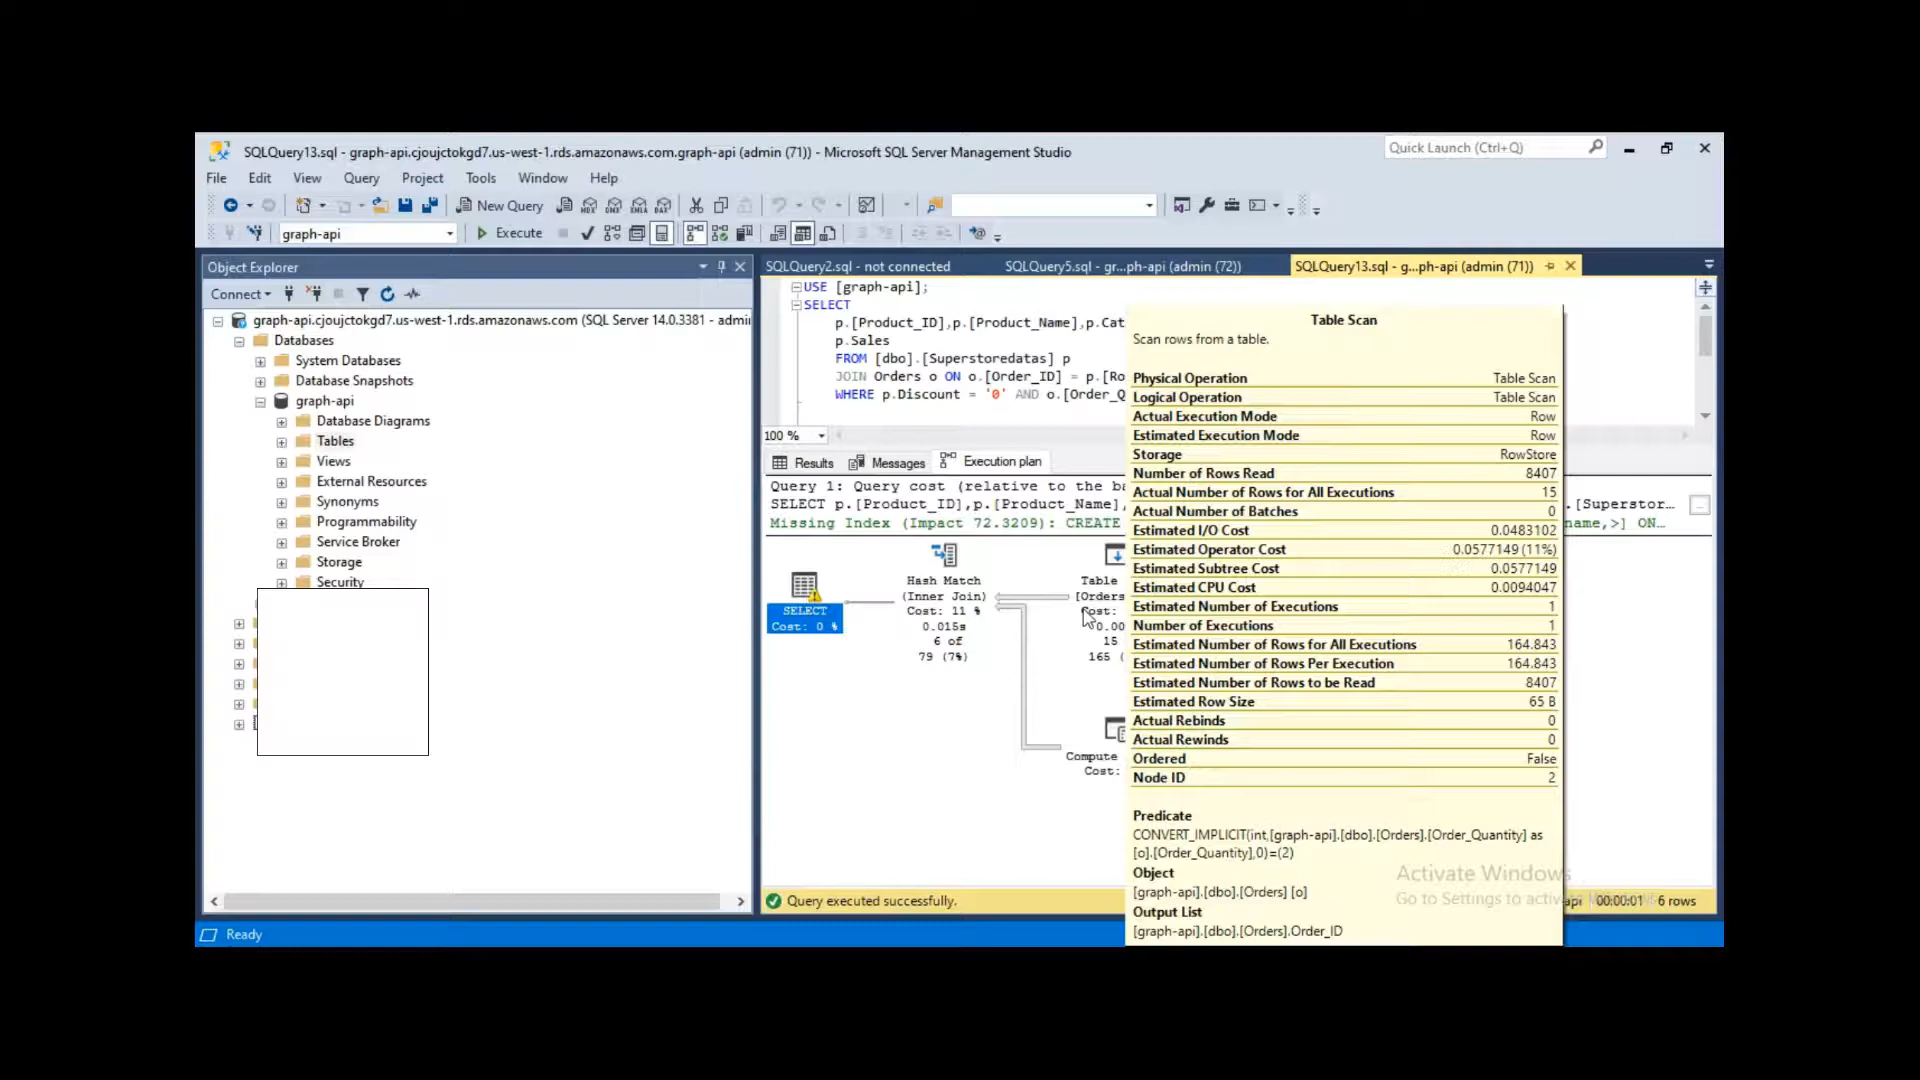 SQLQuery13.sql - graph-api.cjoujctokgd7.us-west-1.rds.amazonaws.com.graph-api (admin (71)) - Microsoft SQL Server Management Studio
Quick Launch (Ctrl+Q)
File Edit View Query Project Tools Window Help
New Query
MDX DMX XMLA DAX
graph-api
Execute
Object Explorer
Connect
graph-api.cjoujctokgd7.us-west-1.rds.amazonaws.com (SQL Server 14.0.3381 - admi
Databases
System Databases
Database Snapshots
graph-api
Database Diagrams
Tables
Views
External Resources
Synonyms
Programmability
Service Broker
Storage
Security
SQLQuery2.sql - not connected
SQLQuery5.sql - gr...ph-api (admin (72))
SQLQuery13.sql - g...ph-api (admin (71))
USE [graph-api];
SELECT
p.[Product_ID],p.[Product_Name],p.Cat
p.Sales
FROM [dbo].[Superstoredatas] p
JOIN Orders o ON o.[Order_ID] = p.[Ro
WHERE p.Discount = '0' AND o.[Order_Q
100 %
Results Messages Execution plan
Query 1: Query cost (relative to the ba
SELECT p.[Product_ID],p.[Product_Name], .[Superstor...
Missing Index (Impact 72.3209): CREATE name,>] ON...
SELECT
Cost: 0 %
Hash Match
(Inner Join)
Cost: 11 %
0.015s
6 of
79 (7%)
Table
[Orders
Cost:
0.00
15
165 (
Compute
Cost:
Table Scan
Scan rows from a table.
Physical Operation Table Scan
Logical Operation Table Scan
Actual Execution Mode Row
Estimated Execution Mode Row
Storage RowStore
Number of Rows Read 8407
Actual Number of Rows for All Executions 15
Actual Number of Batches 0
Estimated I/O Cost 0.0483102
Estimated Operator Cost 0.0577149 (11%)
Estimated Subtree Cost 0.0577149
Estimated CPU Cost 0.0094047
Estimated Number of Executions 1
Number of Executions 1
Estimated Number of Rows for All Executions 164.843
Estimated Number of Rows Per Execution 164.843
Estimated Number of Rows to be Read 8407
Estimated Row Size 65 B
Actual Rebinds 0
Actual Rewinds 0
Ordered False
Node ID 2
Predicate
CONVERT_IMPLICIT(int,[graph-api].[dbo].[Orders].[Order_Quantity] as
[o].[Order_Quantity],0)=(2)
Object
[graph-api].[dbo].[Orders] [o]
Output List
[graph-api].[dbo].[Orders].Order_ID
Activate Windows
Go to Settings to activ
Query executed successfully.
api 00:00:01 6 rows
Ready